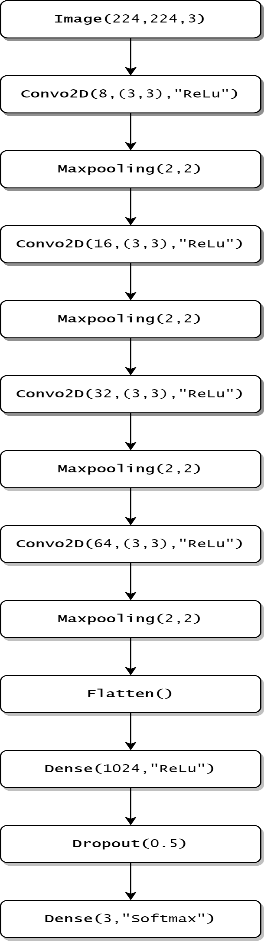 Image(224,224,3)
Convo2D(8,(3,3),"ReLu")
Maxpooling(2,2)
Convo2D(16,(3,3),"ReLu")
Maxpooling(2,2)
Convo2D(32,(3,3),"ReLu")
Maxpooling(2,2)
Convo2D(64,(3,3),"ReLu")
Maxpooling(2,2)
Flatten()
Dense(1024,"ReLu")
Dropout(0.5)
Dense(3,"Softmax")